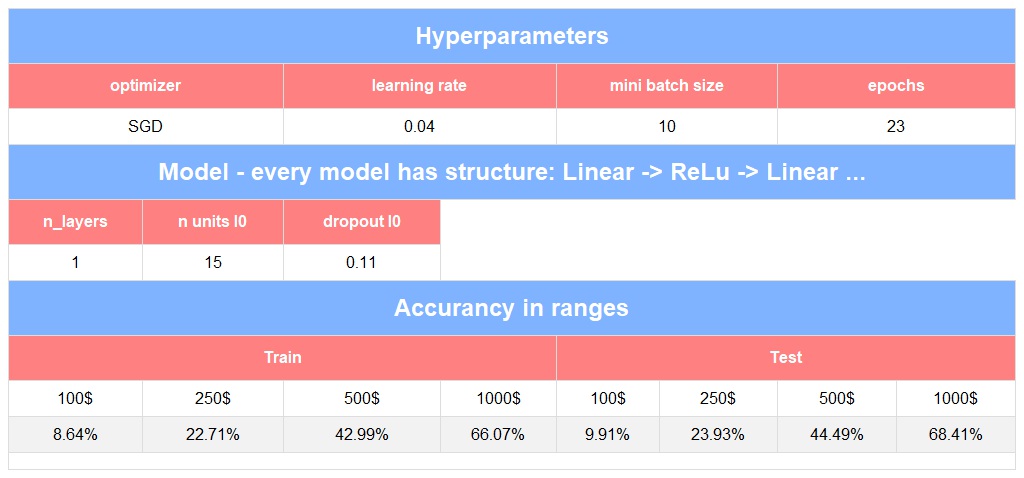 Hyperparameters
optimizer learning rate mini batch size epochs
SGD 0.04 10 23
Model - every model has structure: Linear -> ReLu -> Linear ...
n_layers n units l0 dropout l0
1 15 0.11
Accurancy in ranges
Train Test
100$ 250$ 500$ 1000$ 100$ 250$ 500$ 1000$
8.64% 22.71% 42.99% 66.07% 9.91% 23.93% 44.49% 68.41%